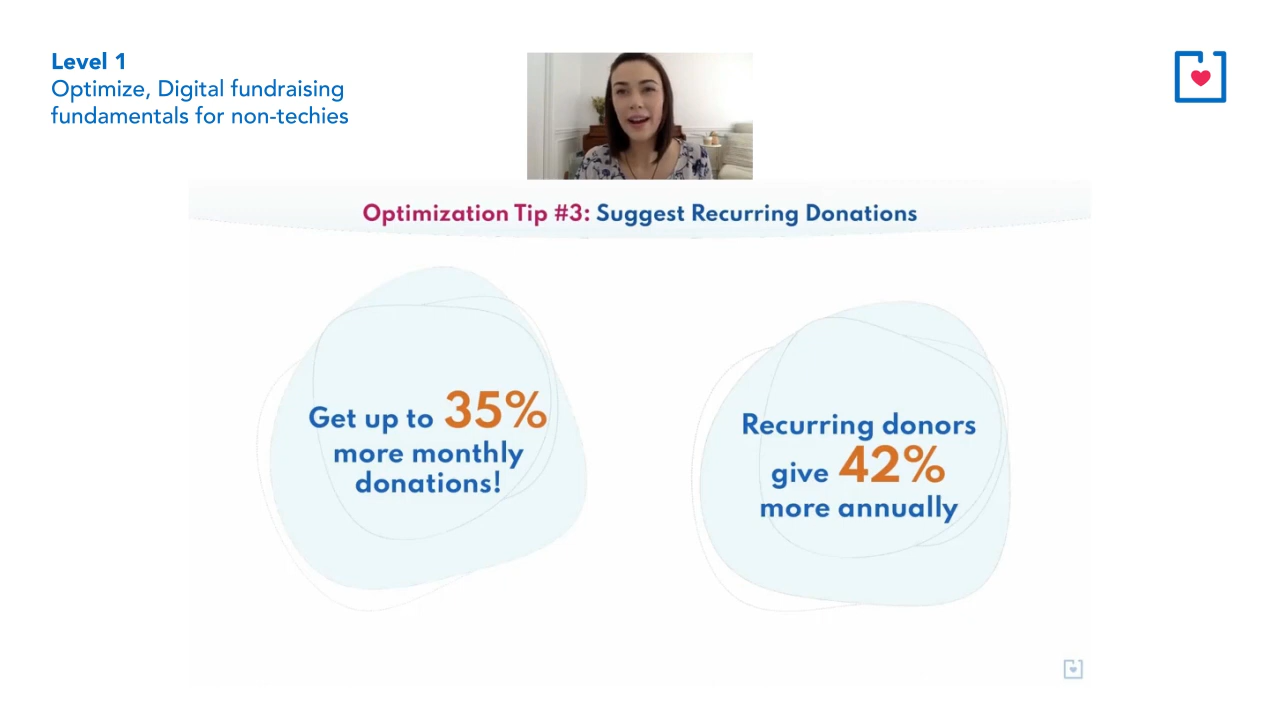 Level 1
Optimize, Digital fundraising
fundamentals for non-techies
Optimization Tip #3: Suggest Recurring Donations
Get up to 35%
more monthly
donations!
Recurring donors
give 42%
more annually